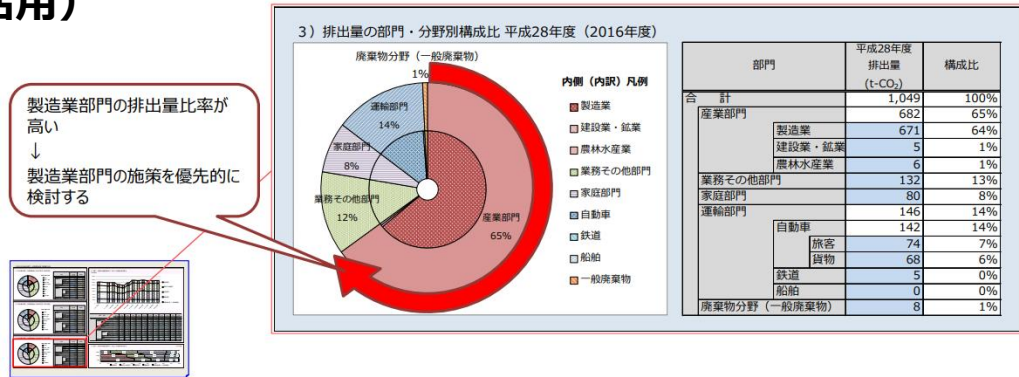 活用）
3）排出量の部門・分野別構成比 平成28年度（2016年度）
製造業部門の排出量比率が
高い
↓
製造業部門の施策を優先的に
検討する
廃棄物分野（一般廃棄物）
1%
運輸部門
14%
家庭部門
8%
業務その他部門
12%
産業部門
65%
内側（内訳）凡例
製造業
建設業・鉱業
農林水産業
業務その他部門
家庭部門
自動車
鉄道
船舶
一般廃棄物
部門 平成28年度 排出量 (t-CO₂) 構成比
合 計 1,049 100%
産業部門 682 65%
製造業 671 64%
建設業・鉱業 5 1%
農林水産業 6 1%
業務その他部門 132 13%
家庭部門 80 8%
運輸部門 146 14%
自動車 142 14%
旅客 74 7%
貨物 68 6%
鉄道 5 0%
船舶 0 0%
廃棄物分野（一般廃棄物） 8 1%